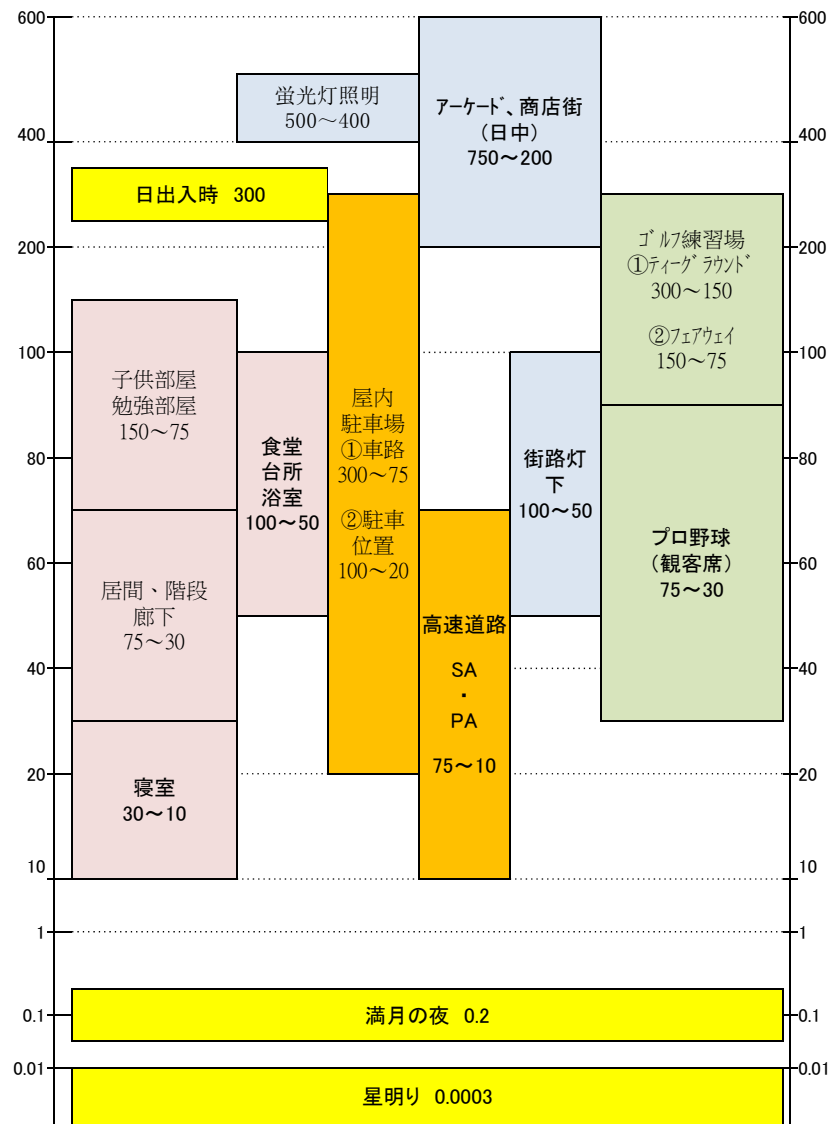 600
600
蛍光灯照明
500～400
アーケード、商店街
(日中)
750～200
400
400
日出入時 300
200
200
ゴルフ練習場
①ティーグラウンド
300～150
②フェアウェイ
150～75
100
100
子供部屋
勉強部屋
150～75
食堂
台所
浴室
100～50
屋内
駐車場
①車路
300～75
②駐車
位置
100～20
街路灯
下
100～50
80
80
プロ野球
(観客席)
75～30
60
60
居間、階段
廊下
75～30
高速道路
SA
・
PA
75～10
40
40
20
20
寝室
30～10
10
10
1
1
満月の夜 0.2
0.1
0.1
0.01
0.01
星明り 0.0003